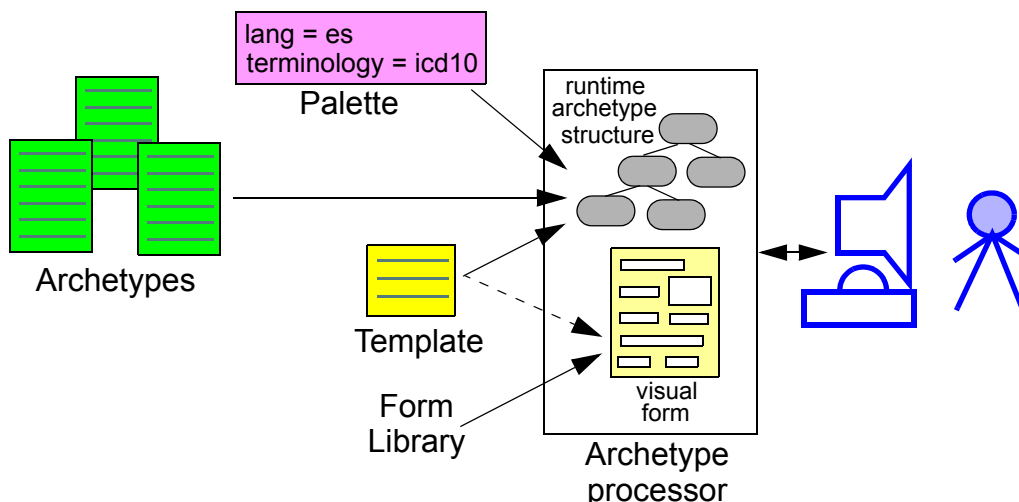 lang = es
terminology = icd10
Palette
runtime
archetype
structure
Archetypes
Template
Form
Library
visual
form
Archetype
processor